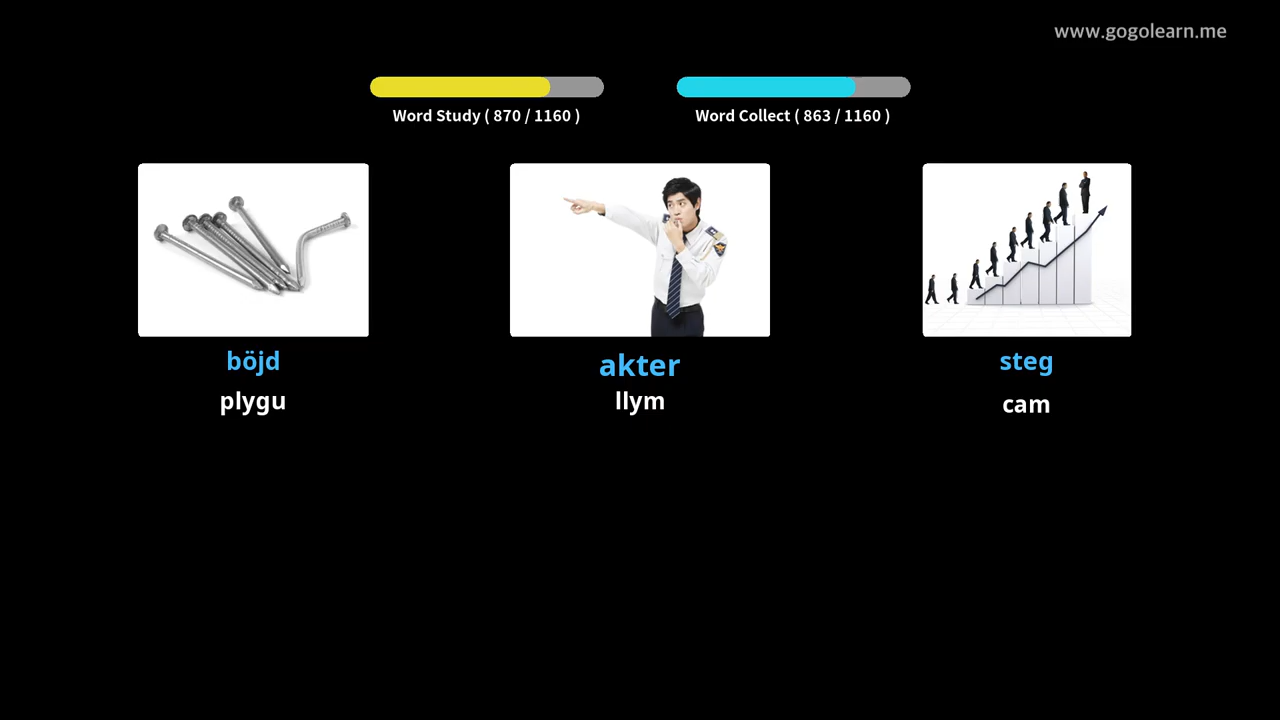 www.gogolearn.me
Word Study ( 870 / 1160 )
Word Collect ( 863 / 1160 )
böjd
akter
steg
plygu
llym
cam